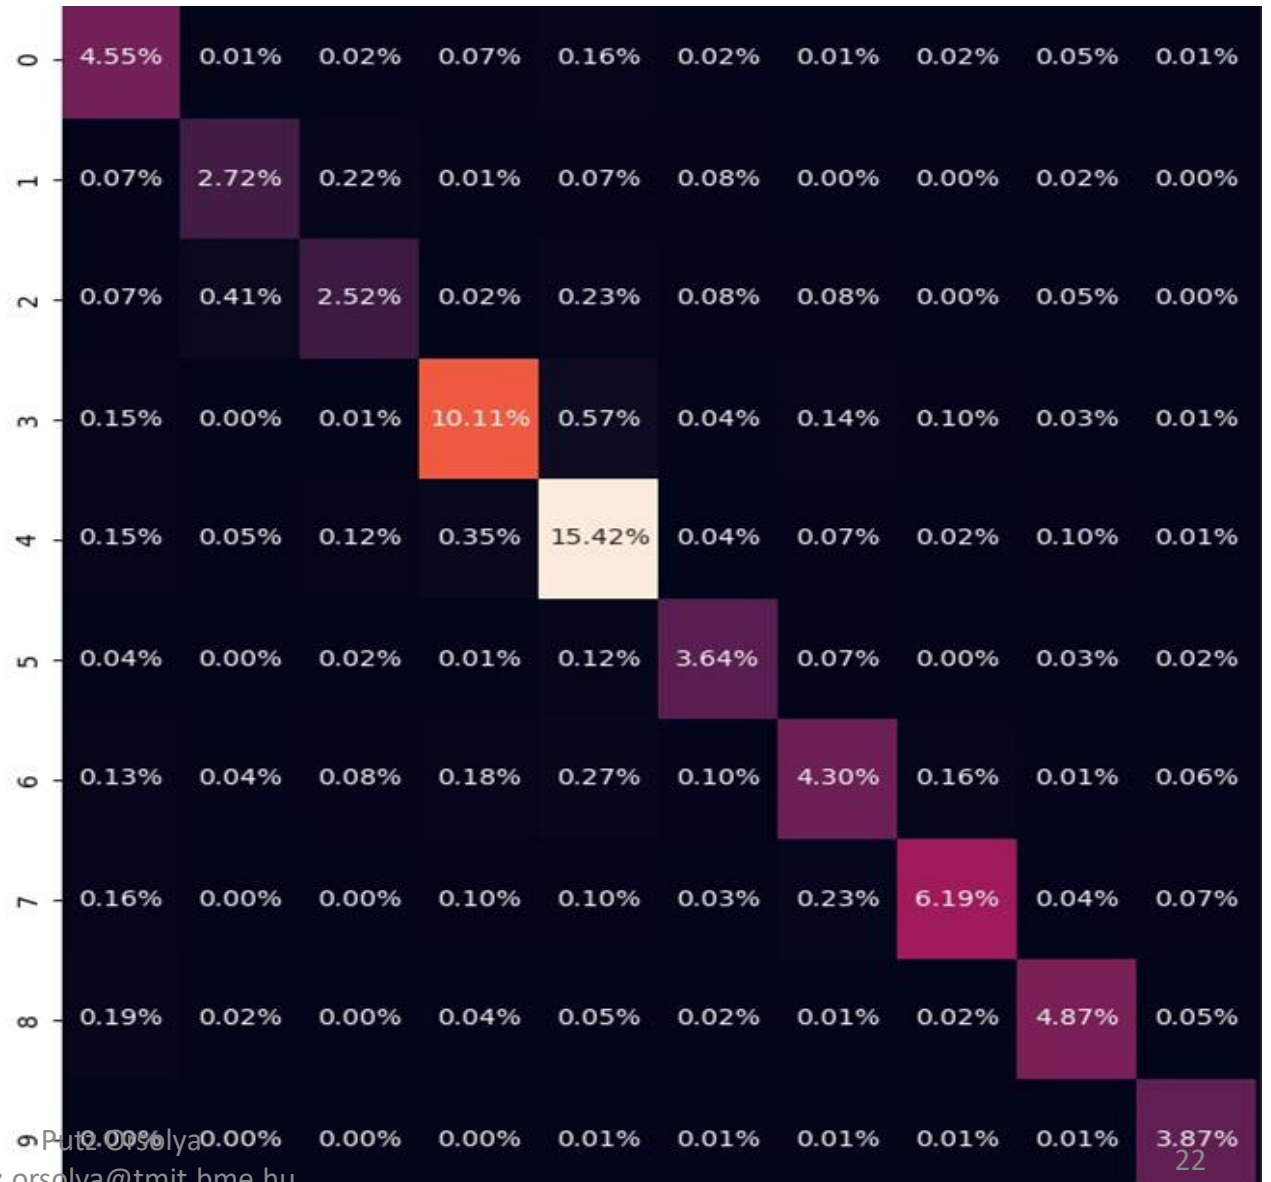 0 4.55% 0.01% 0.02% 0.07% 0.16% 0.02% 0.01% 0.02% 0.05% 0.01%
1 0.07% 2.72% 0.22% 0.01% 0.07% 0.08% 0.00% 0.00% 0.02% 0.00%
2 0.07% 0.41% 2.52% 0.02% 0.23% 0.08% 0.08% 0.00% 0.05% 0.00%
3 0.15% 0.00% 0.01% 10.11% 0.57% 0.04% 0.14% 0.10% 0.03% 0.01%
4 0.15% 0.05% 0.12% 0.35% 15.42% 0.04% 0.07% 0.02% 0.10% 0.01%
5 0.04% 0.00% 0.02% 0.01% 0.12% 3.64% 0.07% 0.00% 0.03% 0.02%
6 0.13% 0.04% 0.08% 0.18% 0.27% 0.10% 4.30% 0.16% 0.01% 0.06%
7 0.16% 0.00% 0.00% 0.10% 0.10% 0.03% 0.23% 6.19% 0.04% 0.07%
8 0.19% 0.02% 0.00% 0.04% 0.05% 0.02% 0.01% 0.02% 4.87% 0.05%
9 0.00% 0.00% 0.00% 0.00% 0.01% 0.01% 0.01% 0.01% 0.01% 3.87%
Putz Orsolya
.orsolya@tmit.bme.hu
22